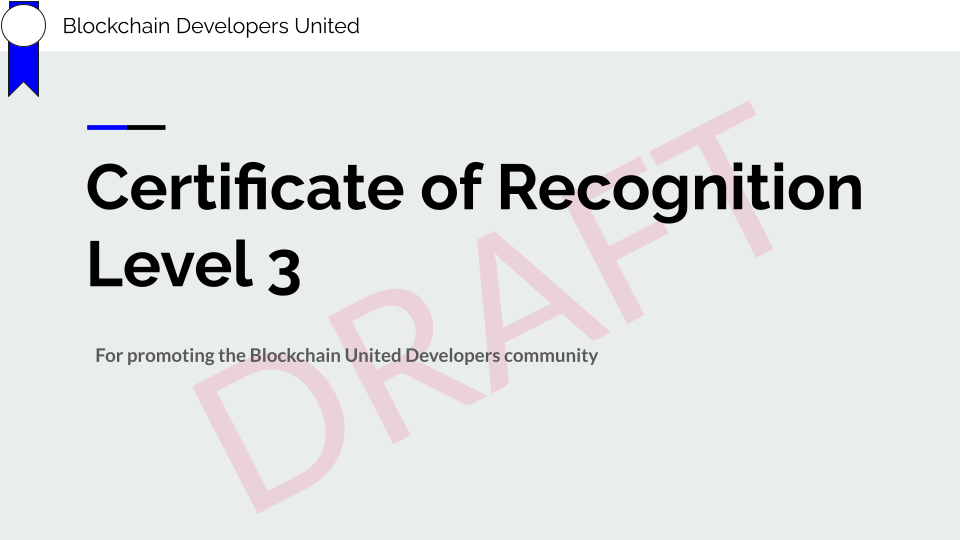 Blockchain Developers United
Certificate of Recognition
Level 3
For promoting the Blockchain United Developers community
DRAFT